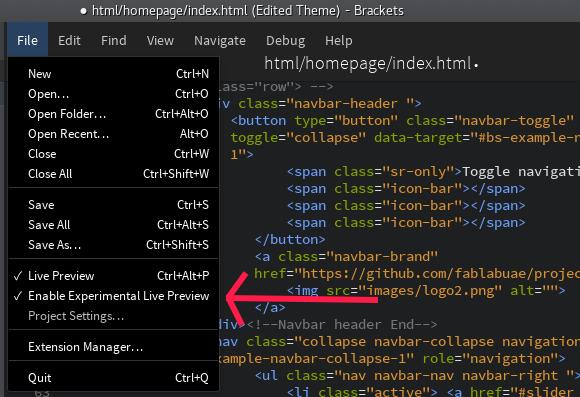 ● html/homepage/index.html (Edited Theme) - Brackets
File Edit Find View Navigate Debug Help
html/homepage/index.html •
New Ctrl+N
Open... Ctrl+O
Open Folder... Ctrl+Alt+O
Open Recent... Alt+O
Close Ctrl+W
Close All Ctrl+Shift+W
Save Ctrl+S
Save All Ctrl+Alt+S
Save As... Ctrl+Shift+S
✓ Live Preview Ctrl+Alt+P
✓ Enable Experimental Live Preview
Project Settings...
Extension Manager...
Quit Ctrl+Q
="row"> -->
div class="navbar-header ">
<button type="button" class="navbar-toggle"
toggle="collapse" data-target="#bs-example-
1">
<span class="sr-only">Toggle navigati
<span class="icon-bar"></span>
<span class="icon-bar"></span>
<span class="icon-bar"></span>
</button>
<a class="navbar-brand"
href="https://github.com/fablabuae/projec
<img src="images/logo2.png" alt="">
</a>
div><!--Navbar header End-->
nav class="collapse navbar-collapse navigation
example-navbar-collapse-1" role="navigation">
<ul class="nav navbar-nav navbar-right ">
63 <li class="active"> <a href="#slider